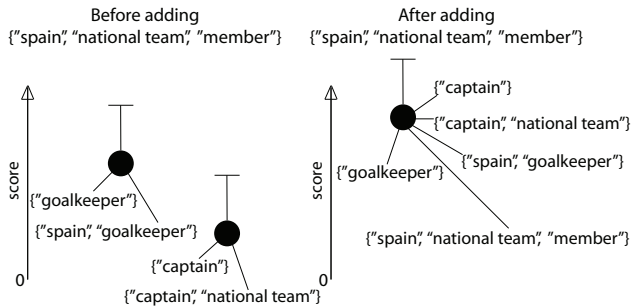 Before adding
{"spain", "national team", "member"}
score
0
{"goalkeeper"}
{"spain", "goalkeeper"}
{"captain"}
{"captain", "national team"}
After adding
{"spain", "national team", "member"}
score
0
{"captain"}
{"captain", "national team"}
{"spain", "goalkeeper"}
{"goalkeeper"}
{"spain", "national team", "member"}